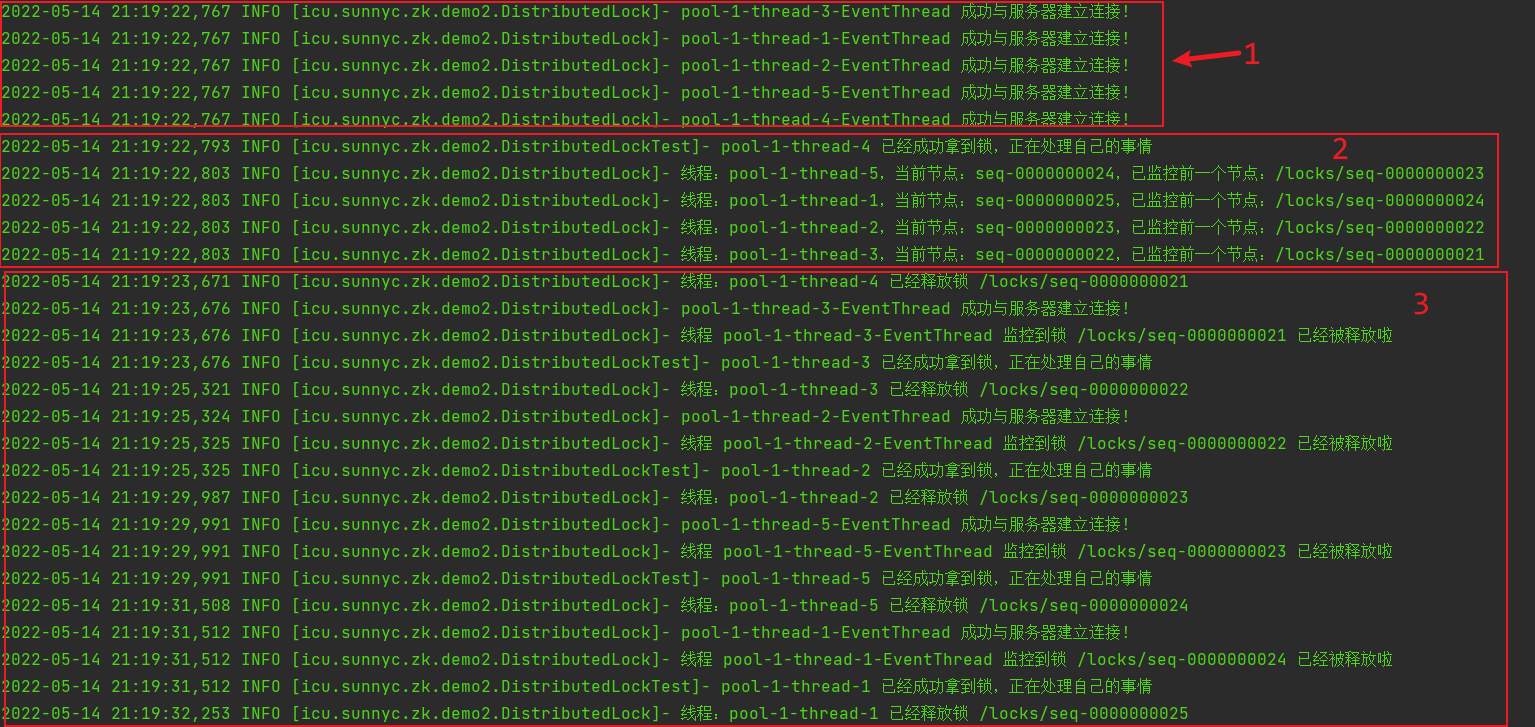 2022-05-14 21:19:22,767 INFO [icu.sunnyc.zk.demo2.DistributedLock]- pool-1-thread-3-EventThread 成功与服务器建立连接!
2022-05-14 21:19:22,767 INFO [icu.sunnyc.zk.demo2.DistributedLock]- pool-1-thread-1-EventThread 成功与服务器建立连接!
1
2022-05-14 21:19:22,767 INFO [icu.sunnyc.zk.demo2.DistributedLock]- pool-1-thread-2-EventThread 成功与服务器建立连接!
2022-05-14 21:19:22,767 INFO [icu.sunnyc.zk.demo2.DistributedLock]- pool-1-thread-5-EventThread 成功与服务器建立连接!
2022-05-14 21:19:22,767 INFO [icu.sunnyc.zk.demo2.DistributedLock]- pool-1-thread-4-EventThread 成功与服务器建立连接!
2022-05-14 21:19:22,793 INFO [icu.sunnyc.zk.demo2.DistributedLockTest]- pool-1-thread-4 已经成功拿到锁，正在处理自己的事情
2
2022-05-14 21:19:22,803 INFO [icu.sunnyc.zk.demo2.DistributedLock]- 线程：pool-1-thread-5，当前节点：seq-0000000024，已监控前一个节点：/locks/seq-0000000023
2022-05-14 21:19:22,803 INFO [icu.sunnyc.zk.demo2.DistributedLock]- 线程：pool-1-thread-1，当前节点：seq-0000000025，已监控前一个节点：/locks/seq-0000000024
2022-05-14 21:19:22,803 INFO [icu.sunnyc.zk.demo2.DistributedLock]- 线程：pool-1-thread-2，当前节点：seq-0000000023，已监控前一个节点：/locks/seq-0000000022
2022-05-14 21:19:22,803 INFO [icu.sunnyc.zk.demo2.DistributedLock]- 线程：pool-1-thread-3，当前节点：seq-0000000022，已监控前一个节点：/locks/seq-0000000021
2022-05-14 21:19:23,671 INFO [icu.sunnyc.zk.demo2.DistributedLock]- 线程：pool-1-thread-4 已经释放锁 /locks/seq-0000000021
2022-05-14 21:19:23,676 INFO [icu.sunnyc.zk.demo2.DistributedLock]- pool-1-thread-3-EventThread 成功与服务器建立连接!
3
2022-05-14 21:19:23,676 INFO [icu.sunnyc.zk.demo2.DistributedLock]- 线程 pool-1-thread-3-EventThread 监控到锁 /locks/seq-0000000021 已经被释放啦
2022-05-14 21:19:23,676 INFO [icu.sunnyc.zk.demo2.DistributedLockTest]- pool-1-thread-3 已经成功拿到锁，正在处理自己的事情
2022-05-14 21:19:25,321 INFO [icu.sunnyc.zk.demo2.DistributedLock]- 线程：pool-1-thread-3 已经释放锁 /locks/seq-0000000022
2022-05-14 21:19:25,324 INFO [icu.sunnyc.zk.demo2.DistributedLock]- pool-1-thread-2-EventThread 成功与服务器建立连接!
2022-05-14 21:19:25,325 INFO [icu.sunnyc.zk.demo2.DistributedLock]- 线程 pool-1-thread-2-EventThread 监控到锁 /locks/seq-0000000022 已经被释放啦
2022-05-14 21:19:25,325 INFO [icu.sunnyc.zk.demo2.DistributedLockTest]- pool-1-thread-2 已经成功拿到锁，正在处理自己的事情
2022-05-14 21:19:29,987 INFO [icu.sunnyc.zk.demo2.DistributedLock]- 线程：pool-1-thread-2 已经释放锁 /locks/seq-0000000023
2022-05-14 21:19:29,991 INFO [icu.sunnyc.zk.demo2.DistributedLock]- pool-1-thread-5-EventThread 成功与服务器建立连接!
2022-05-14 21:19:29,991 INFO [icu.sunnyc.zk.demo2.DistributedLock]- 线程 pool-1-thread-5-EventThread 监控到锁 /locks/seq-0000000023 已经被释放啦
2022-05-14 21:19:29,991 INFO [icu.sunnyc.zk.demo2.DistributedLockTest]- pool-1-thread-5 已经成功拿到锁，正在处理自己的事情
2022-05-14 21:19:31,508 INFO [icu.sunnyc.zk.demo2.DistributedLock]- 线程：pool-1-thread-5 已经释放锁 /locks/seq-0000000024
2022-05-14 21:19:31,512 INFO [icu.sunnyc.zk.demo2.DistributedLock]- pool-1-thread-1-EventThread 成功与服务器建立连接!
2022-05-14 21:19:31,512 INFO [icu.sunnyc.zk.demo2.DistributedLock]- 线程 pool-1-thread-1-EventThread 监控到锁 /locks/seq-0000000024 已经被释放啦
2022-05-14 21:19:31,512 INFO [icu.sunnyc.zk.demo2.DistributedLockTest]- pool-1-thread-1 已经成功拿到锁，正在处理自己的事情
2022-05-14 21:19:32,253 INFO [icu.sunnyc.zk.demo2.DistributedLock]- 线程：pool-1-thread-1 已经释放锁 /locks/seq-0000000025